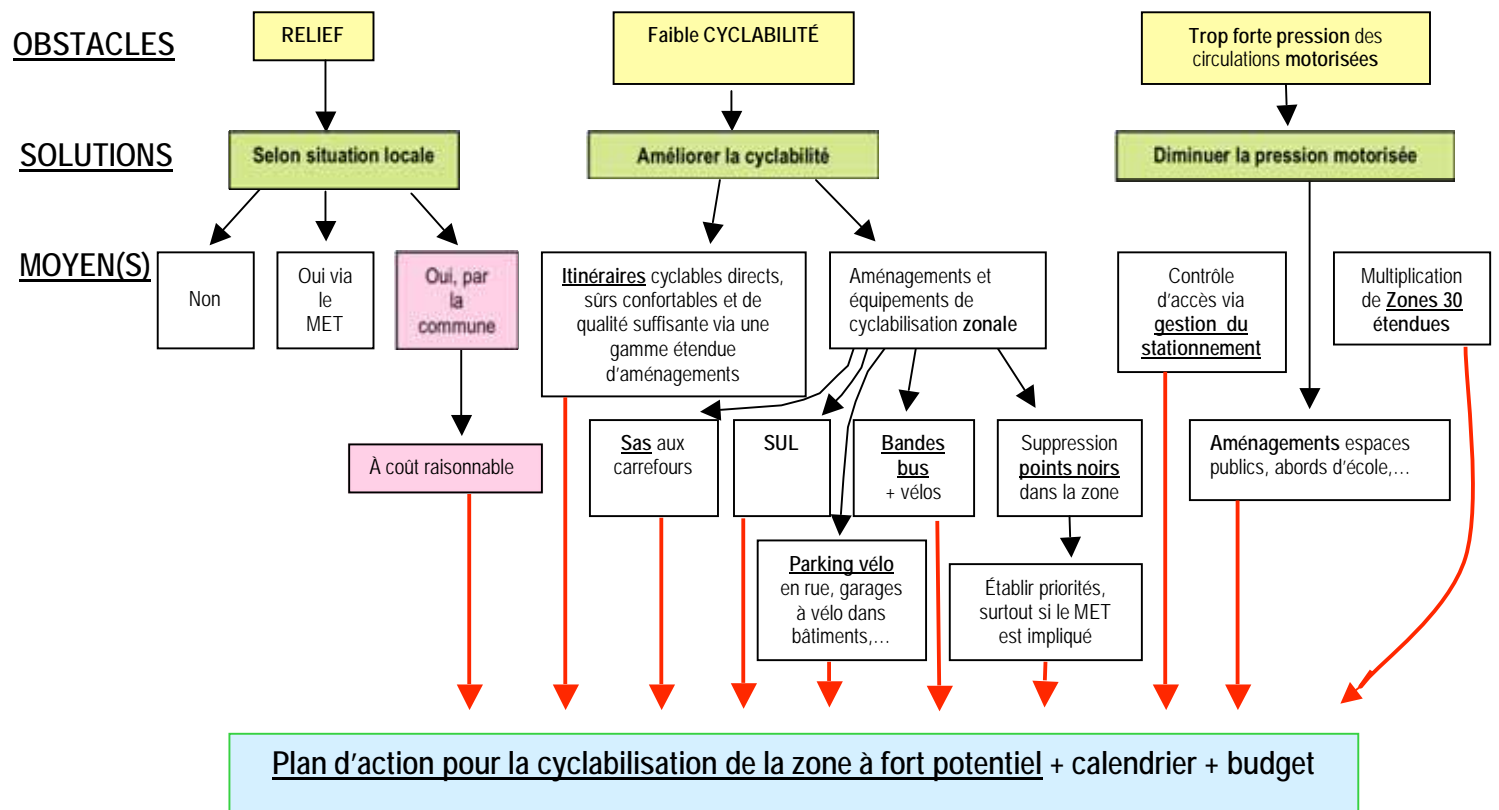 OBSTACLES
RELIEF
Faible CYCLABILITÉ
Trop forte pression des
circulations motorisées
SOLUTIONS
Selon situation locale
Améliorer la cyclabilité
Diminuer la pression motorisée
MOYEN(S)
Non
Oui via
le
MET
Oui, par
la
commune
Itinéraires cyclables directs,
sûrs confortables et de
qualité suffisante via une
gamme étendue
d'aménagements
Aménagements et
équipements de
cyclabilisation zonale
Contrôle
d'accès via
gestion du
stationnement
Multiplication
de Zones 30
étendues
À coût raisonnable
Sas aux
carrefours
SUL
Bandes
bus
+ vélos
Suppression
points noirs
dans la zone
Aménagements espaces
publics, abords d'école,…
Parking vélo
en rue, garages
à vélo dans
bâtiments,…
Établir priorités,
surtout si le MET
est impliqué
Plan d'action pour la cyclabilisation de la zone à fort potentiel + calendrier + budget